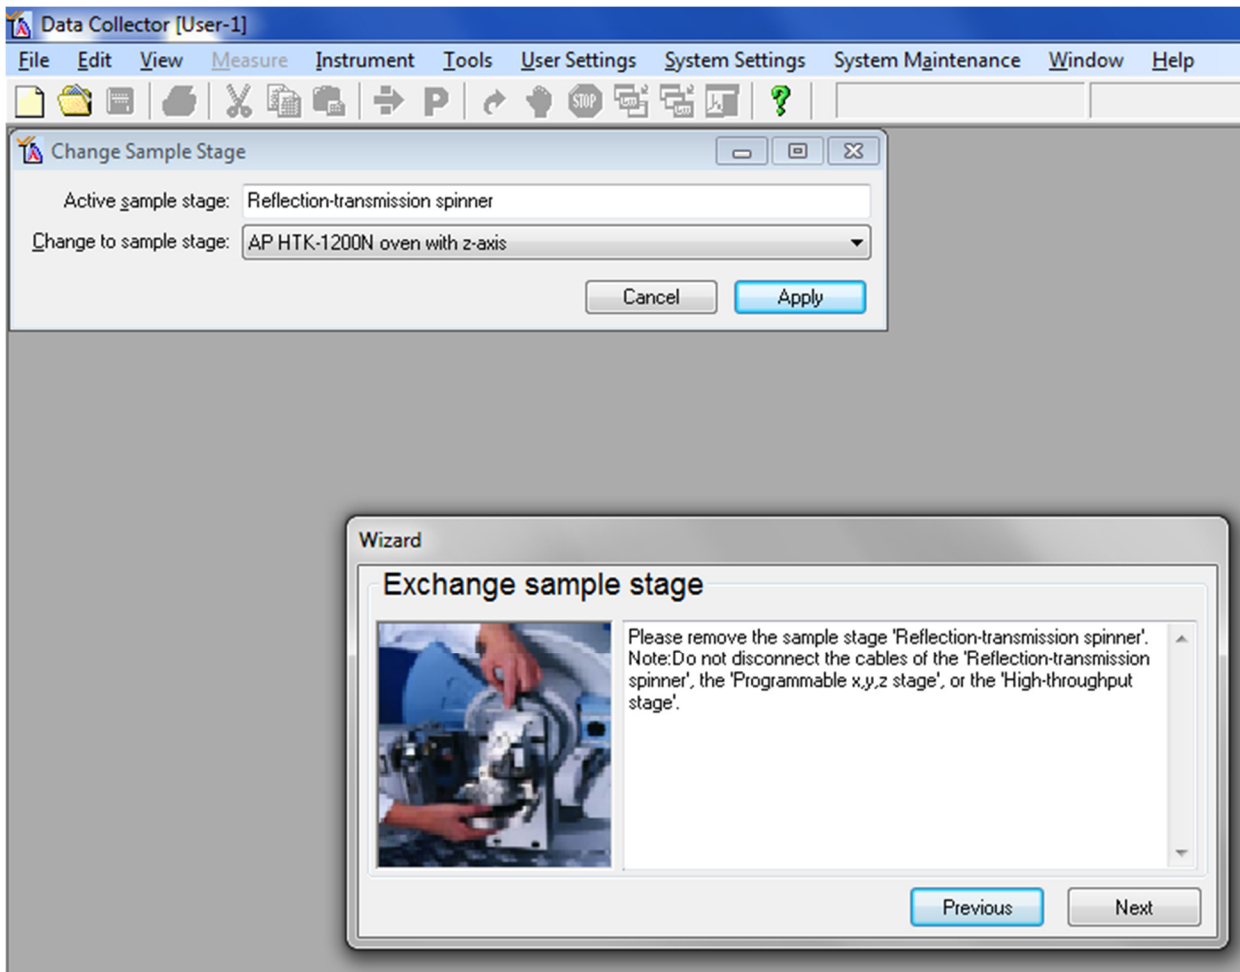 Data Collector [User-1]
File Edit View Measure Instrument Tools User Settings System Settings System Maintenance Window Help
STOP
Change Sample Stage
Active sample stage: Reflection-transmission spinner
Change to sample stage: AP HTK-1200N oven with z-axis
Cancel Apply
Wizard
Exchange sample stage
Please remove the sample stage 'Reflection-transmission spinner'.
Note:Do not disconnect the cables of the 'Reflection-transmission
spinner', the 'Programmable x,y,z stage', or the 'High-throughput
stage'.
Previous Next